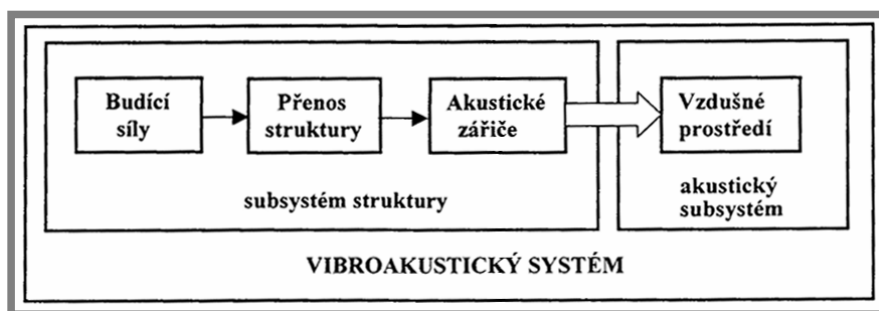 Budící
síly
Přenos
struktury
Akustické
zářiče
Vzdušné
prostředí
subsystém struktury
akustický
subsystém
VIBROAKUSTICKÝ SYSTÉM